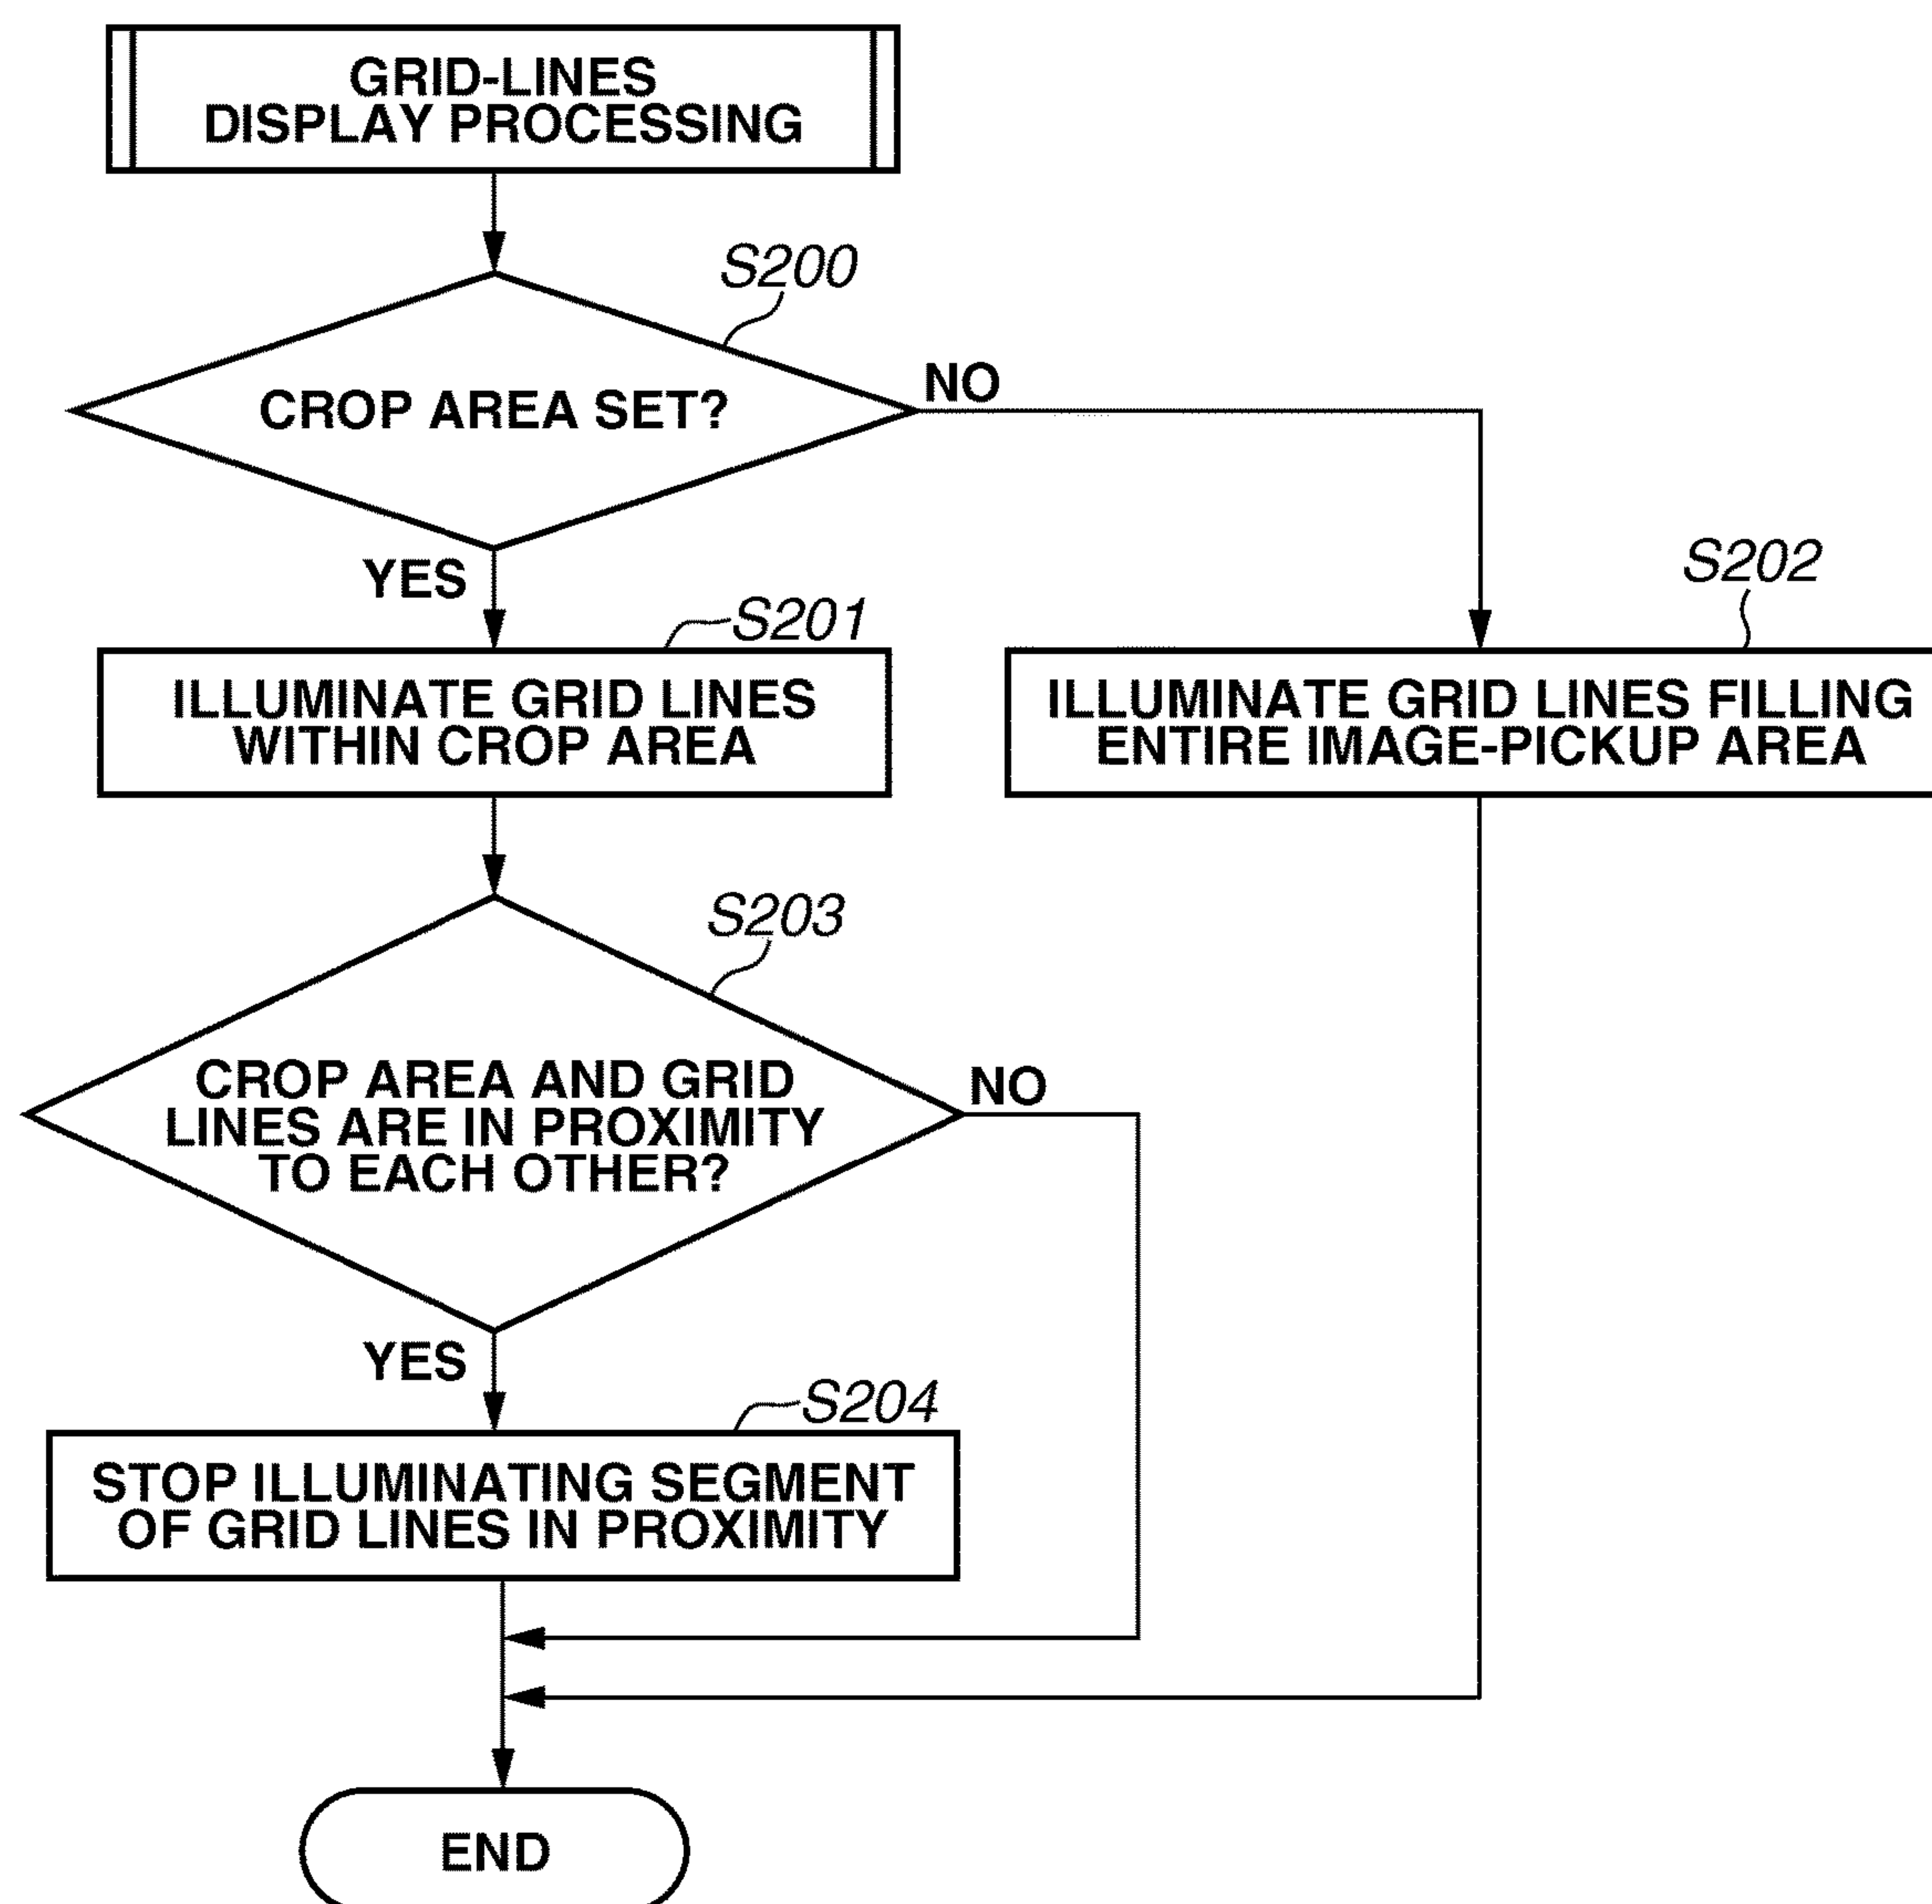 GRID-LINES
DISPLAY PROCESSING
S200
CROP AREA SET?
NO
YES
S201
S202
ILLUMINATE GRID LINES
WITHIN CROP AREA
ILLUMINATE GRID LINES FILLING
ENTIRE IMAGE-PICKUP AREA
S203
CROP AREA AND GRID
LINES ARE IN PROXIMITY
TO EACH OTHER?
NO
YES
S204
STOP ILLUMINATING SEGMENT
OF GRID LINES IN PROXIMITY
END